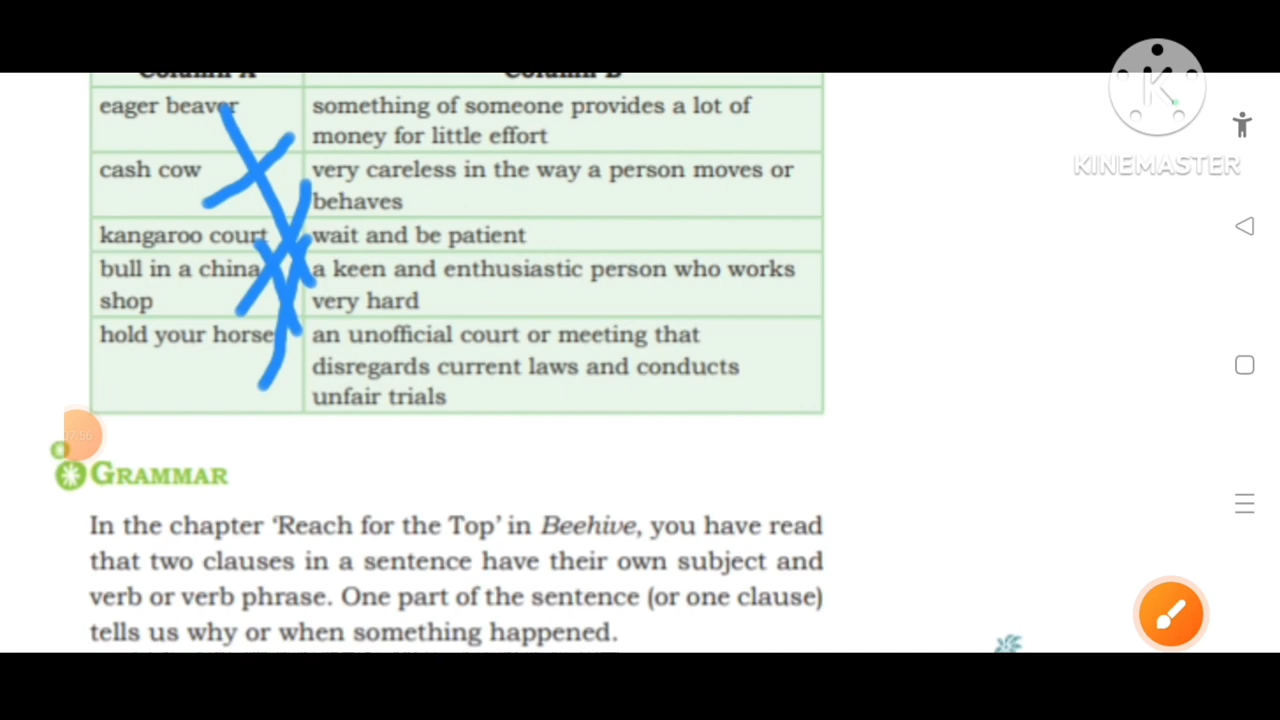 Column A Column B
eager beaver something of someone provides a lot of
money for little effort
cash cow very careless in the way a person moves or
behaves
kangaroo court wait and be patient
bull in a china a keen and enthusiastic person who works
shop very hard
hold your horse an unofficial court or meeting that
disregards current laws and conducts
unfair trials
GRAMMAR
In the chapter ‘Reach for the Top’ in Beehive, you have read
that two clauses in a sentence have their own subject and
verb or verb phrase. One part of the sentence (or one clause)
tells us why or when something happened.
K
KINEMASTER
07:56